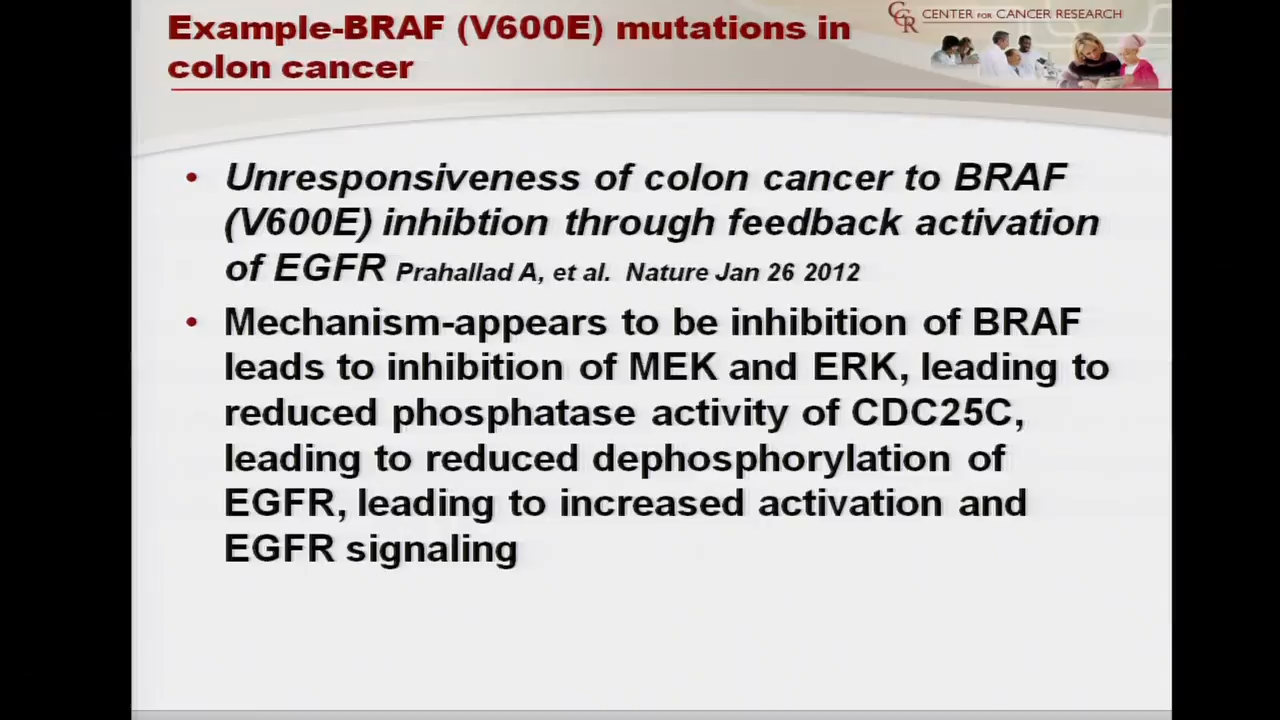 Example-BRAF (V600E) mutations in
colon cancer
CCR CENTER FOR CANCER RESEARCH
• Unresponsiveness of colon cancer to BRAF
(V600E) inhibtion through feedback activation
of EGFR Prahallad A, et al. Nature Jan 26 2012
• Mechanism-appears to be inhibition of BRAF
leads to inhibition of MEK and ERK, leading to
reduced phosphatase activity of CDC25C,
leading to reduced dephosphorylation of
EGFR, leading to increased activation and
EGFR signaling